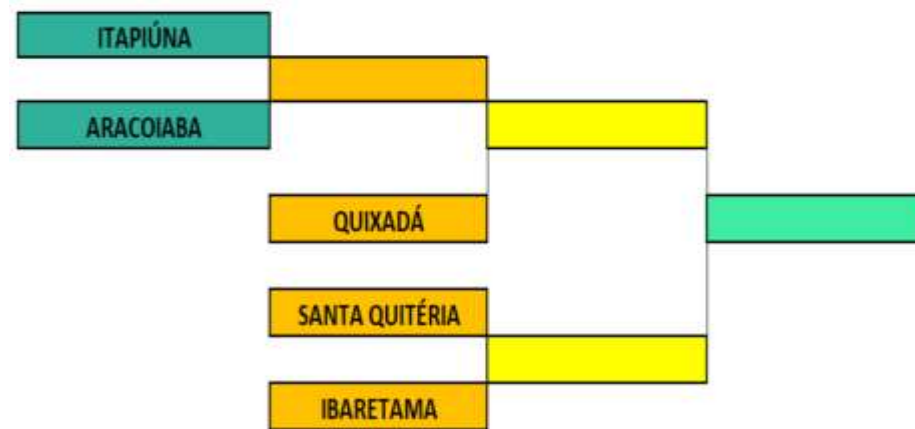 ITAPIÚNA
ARACOIABA
QUIXADÁ
SANTA QUITÉRIA
IBARETAMA